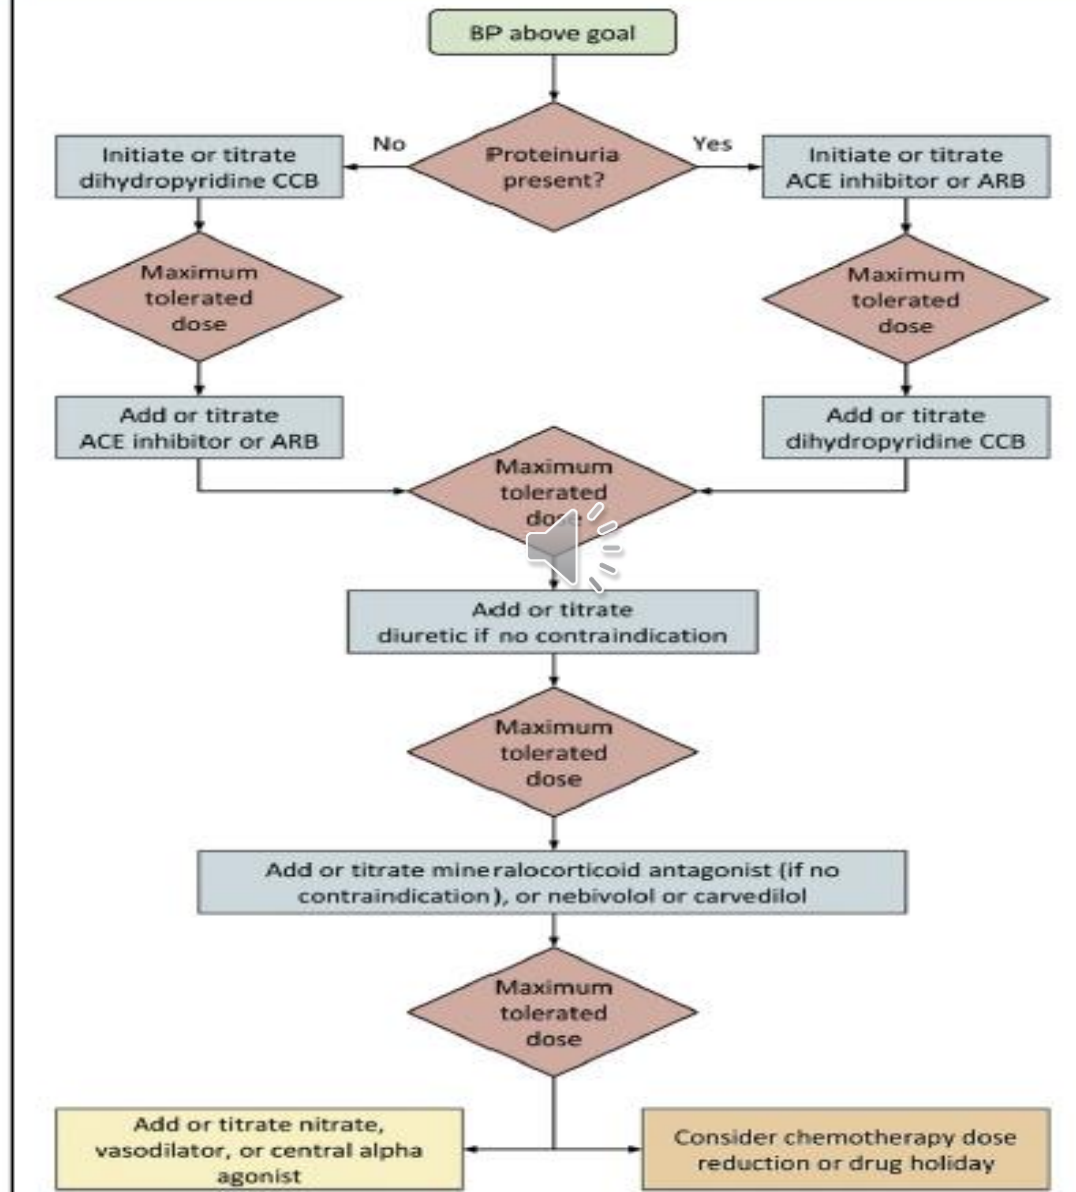 BP above goal
No
Proteinuria
present?
Yes
Initiate or titrate
dihydropyridine CCB
Initiate or titrate
ACE inhibitor or ARB
Maximum
tolerated
dose
Maximum
tolerated
dose
Add or titrate
ACE inhibitor or ARB
Add or titrate
dihydropyridine CCB
Maximum
tolerated
dose
Add or titrate
diuretic if no contraindication
Maximum
tolerated
dose
Add or titrate mineralocorticoid antagonist (if no
contraindication), or nebivolol or carvedilol
Maximum
tolerated
dose
Add or titrate nitrate,
vasodilator, or central alpha
agonist
Consider chemotherapy dose
reduction or drug holiday